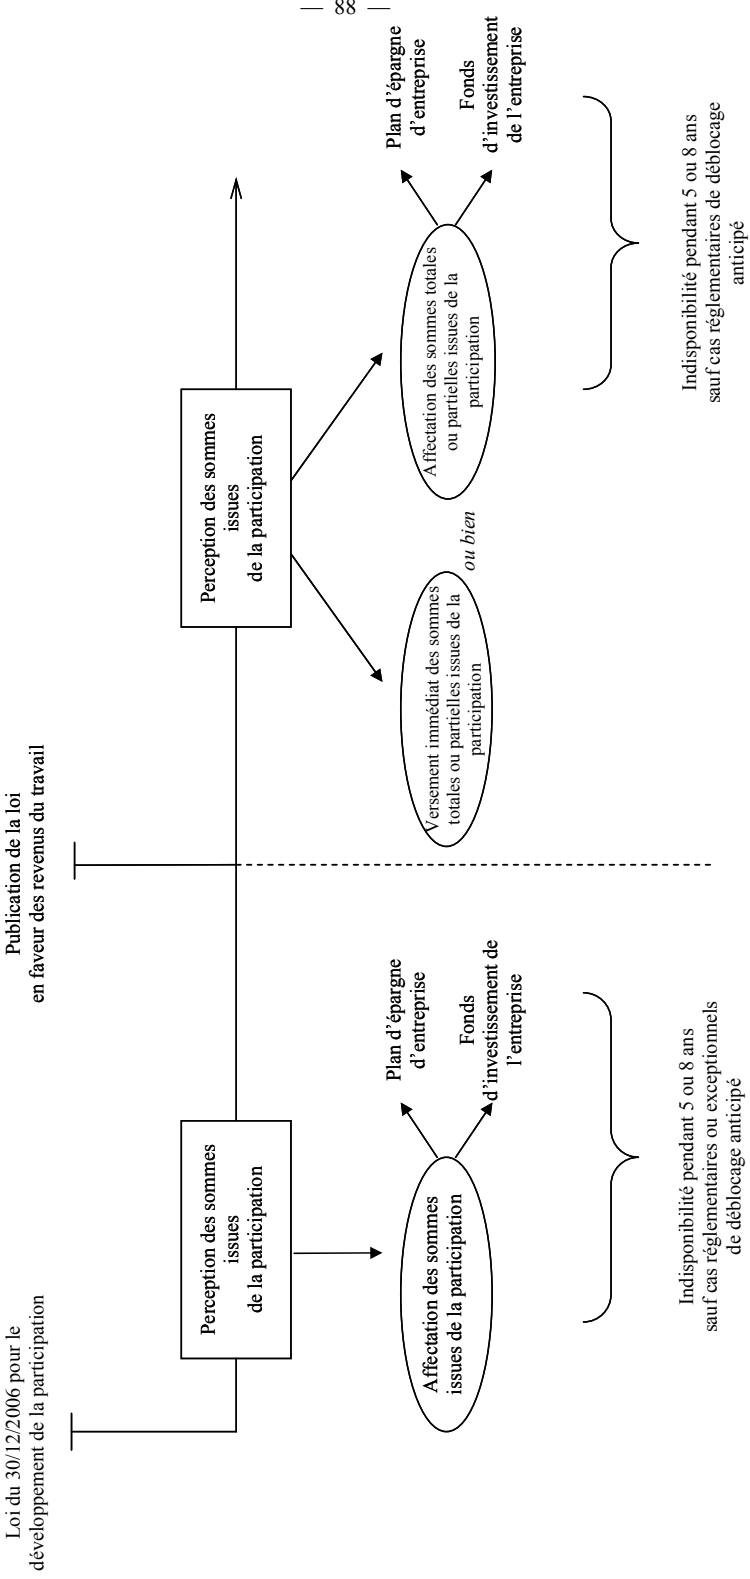 — 88 —
Loi du 30/12/2006 pour le
développement de la participation
Publication de la loi
en faveur des revenus du travail
Perception des sommes
issues
de la participation
Perception des sommes
issues
de la participation
Affectation des sommes
issues de la participation
Plan d’épargne
d’entreprise
Fonds
d’investissement de
l’entreprise
Versement immédiat des sommes
totales ou partielles issues de la
participation
ou bien
Affectation des sommes totales
ou partielles issues de la
participation
Plan d’épargne
d’entreprise
Fonds
d’investissement
de l’entreprise
Indisponibilité pendant 5 ou 8 ans
sauf cas réglementaires ou exceptionnels
de déblocage anticipé
Indisponibilité pendant 5 ou 8 ans
sauf cas réglementaires de déblocage
anticipé